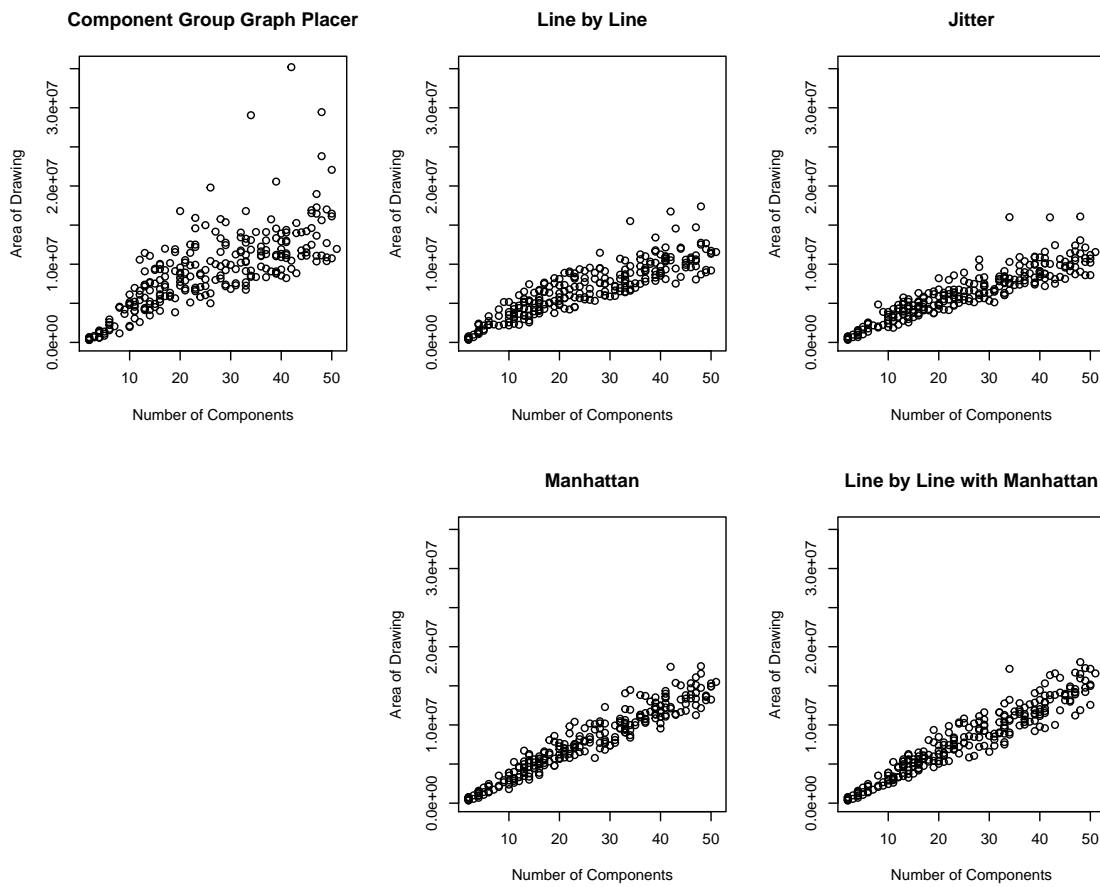 Component Group Graph Placer
Line by Line
Jitter
Area of Drawing
0.0e+00 1.0e+07 2.0e+07 3.0e+07
10 20 30 40 50
Number of Components
Area of Drawing
0.0e+00 1.0e+07 2.0e+07 3.0e+07
10 20 30 40 50
Number of Components
Area of Drawing
0.0e+00 1.0e+07 2.0e+07 3.0e+07
10 20 30 40 50
Number of Components
Manhattan
Line by Line with Manhattan
Area of Drawing
0.0e+00 1.0e+07 2.0e+07 3.0e+07
10 20 30 40 50
Number of Components
Area of Drawing
0.0e+00 1.0e+07 2.0e+07 3.0e+07
10 20 30 40 50
Number of Components